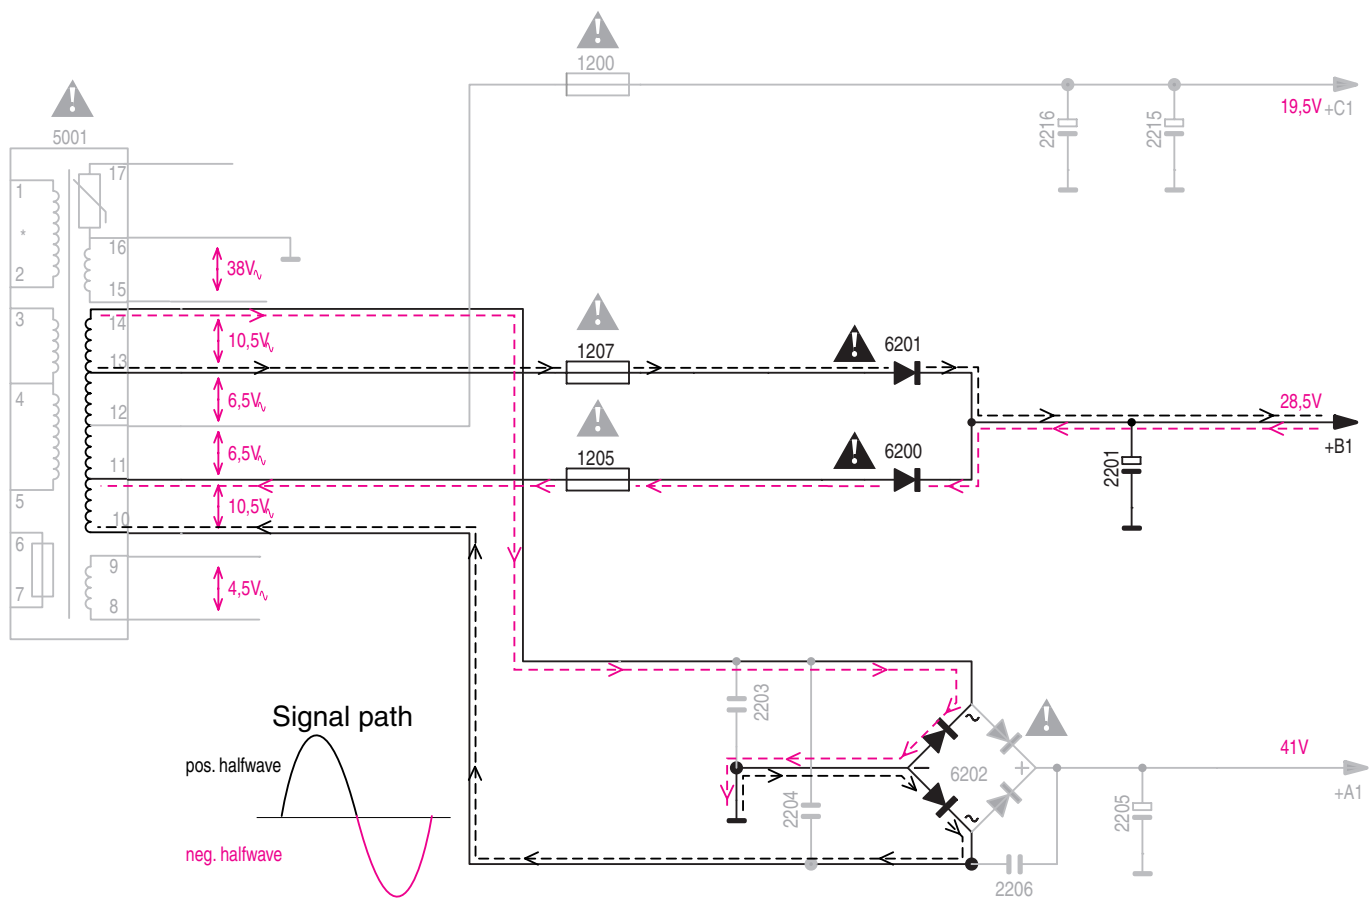 !
1200
19,5V
+C1
2216
2215
!
5001
17
1
*
16
2
38V∿
15
3
14
10,5V∿
!
1207
!
6201
13
4
6,5V∿
12
28,5V
+B1
!
1205
!
6200
6,5V∿
11
2201
5
10,5V∿
10
6
9
7
4,5V∿
8
Signal path
pos. halfwave
neg. halfwave
2203
~
!
41V
6202
−
+
+A1
2204
~
2205
2206